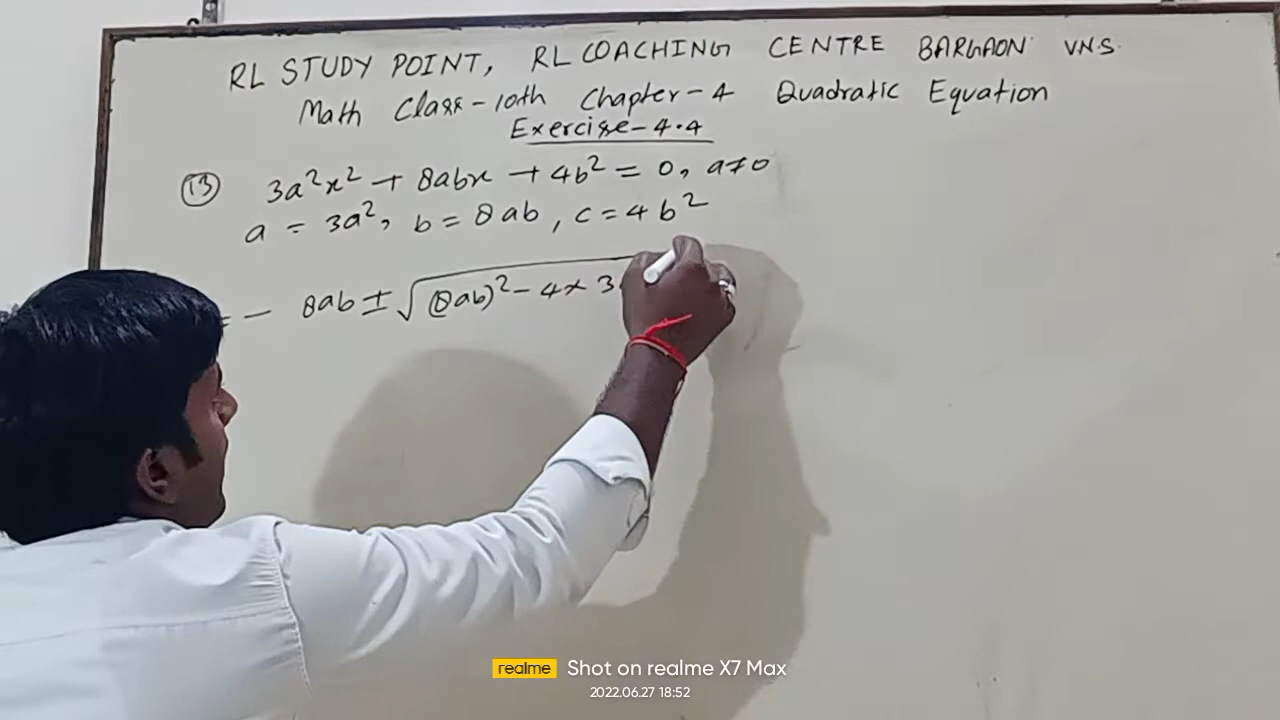 RL STUDY POINT, RL COACHING CENTRE BARGAON VNS.
Math Class-10th Chapter-4 Quadratic Equation
Exercise-4.4
(13) 3a²x² + 8abx + 4b² = 0, a≠0
a = 3a², b = 8ab, c = 4b²
= - 8ab ± √(8ab)² - 4 × 3
realme Shot on realme X7 Max
2022.06.27 18:52